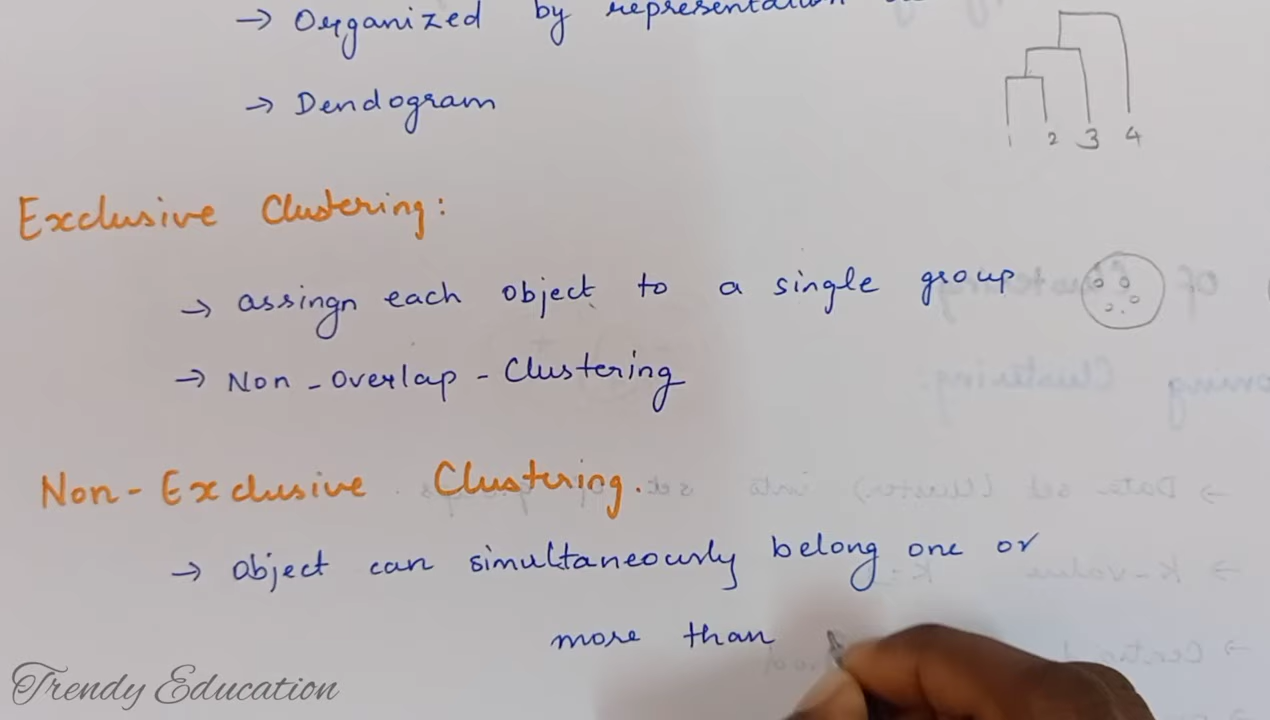 → Organized by representation
→ Dendogram
1 2 3 4
Exclusive Clustering:
→ assingn each object to a single group
→ Non-Overlap-Clustering
Non-Exclusive Clustering.
→ object can simultaneously belong one or
more than
Trendy Education